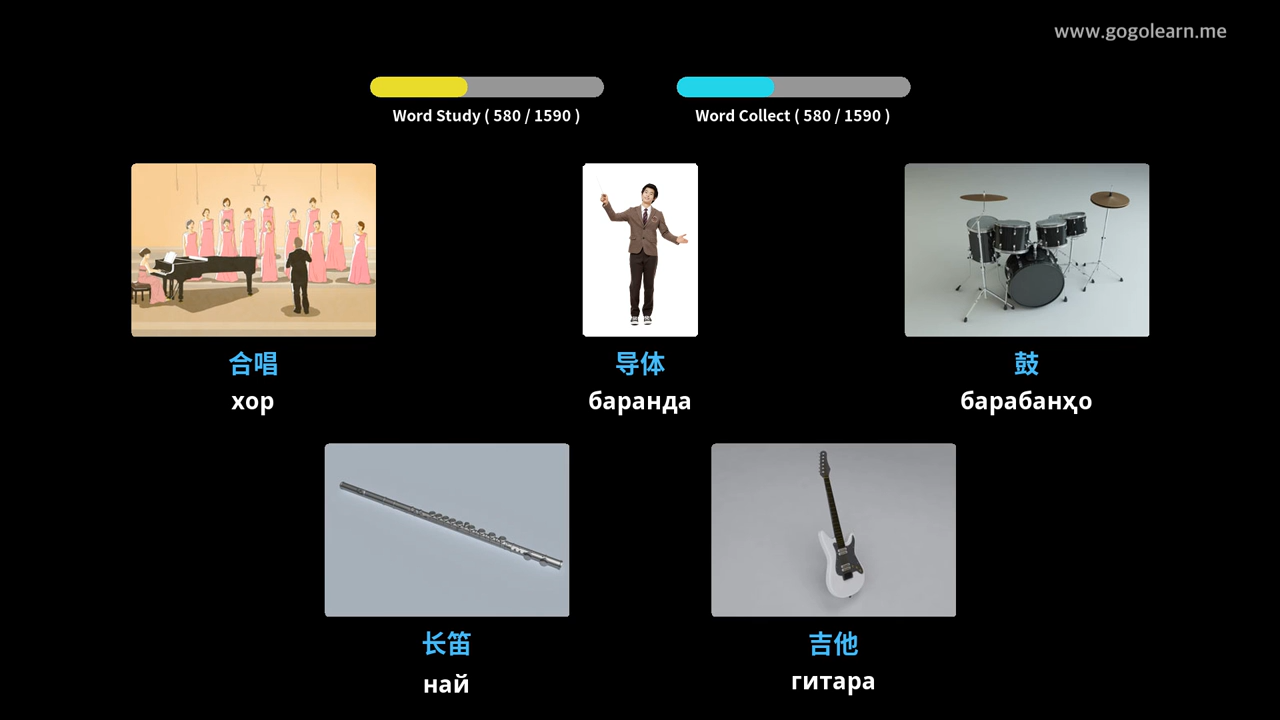 www.gogolearn.me
Word Study ( 580 / 1590 )
Word Collect ( 580 / 1590 )
合唱
хор
导体
баранда
鼓
барабанҳо
长笛
най
吉他
гитара